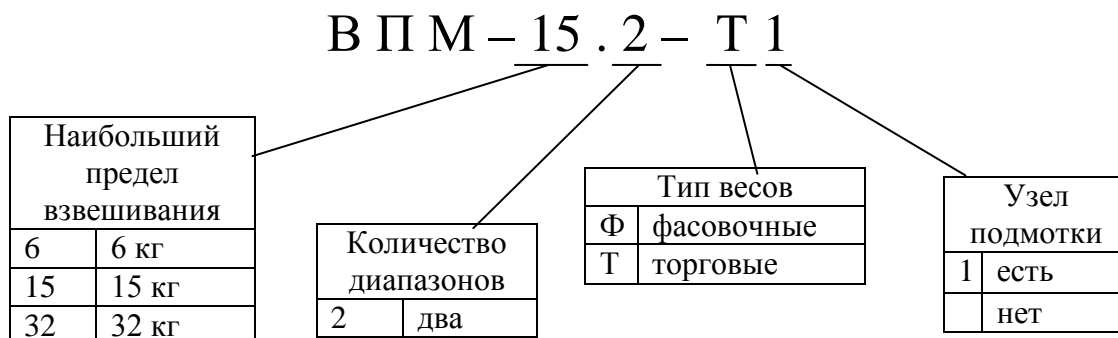 ВПМ – 15 . 2 – Т 1
Наибольший
предел
взвешивания
6 6 кг
15 15 кг
32 32 кг
Количество
диапазонов
2 два
Тип весов
Ф фасовочные
Т торговые
Узел
подмотки
1 есть
нет